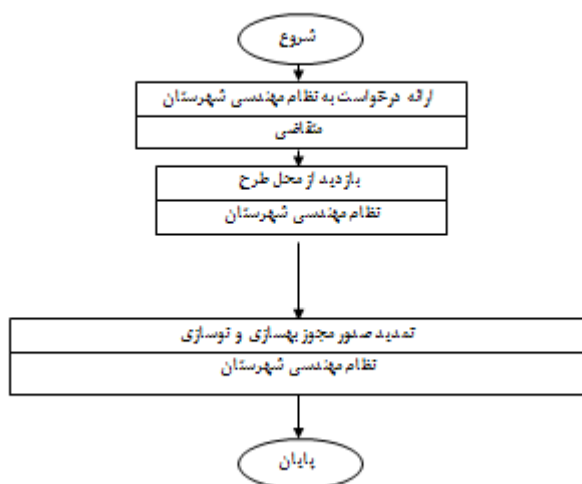 شروع
ارائه درخواست به نظام مهندسی شهرستان
متقاضی
بازدید از محل طرح
نظام مهندسی شهرستان
تمدید صدور مجوز بهسازی و نوسازی
نظام مهندسی شهرستان
پایان